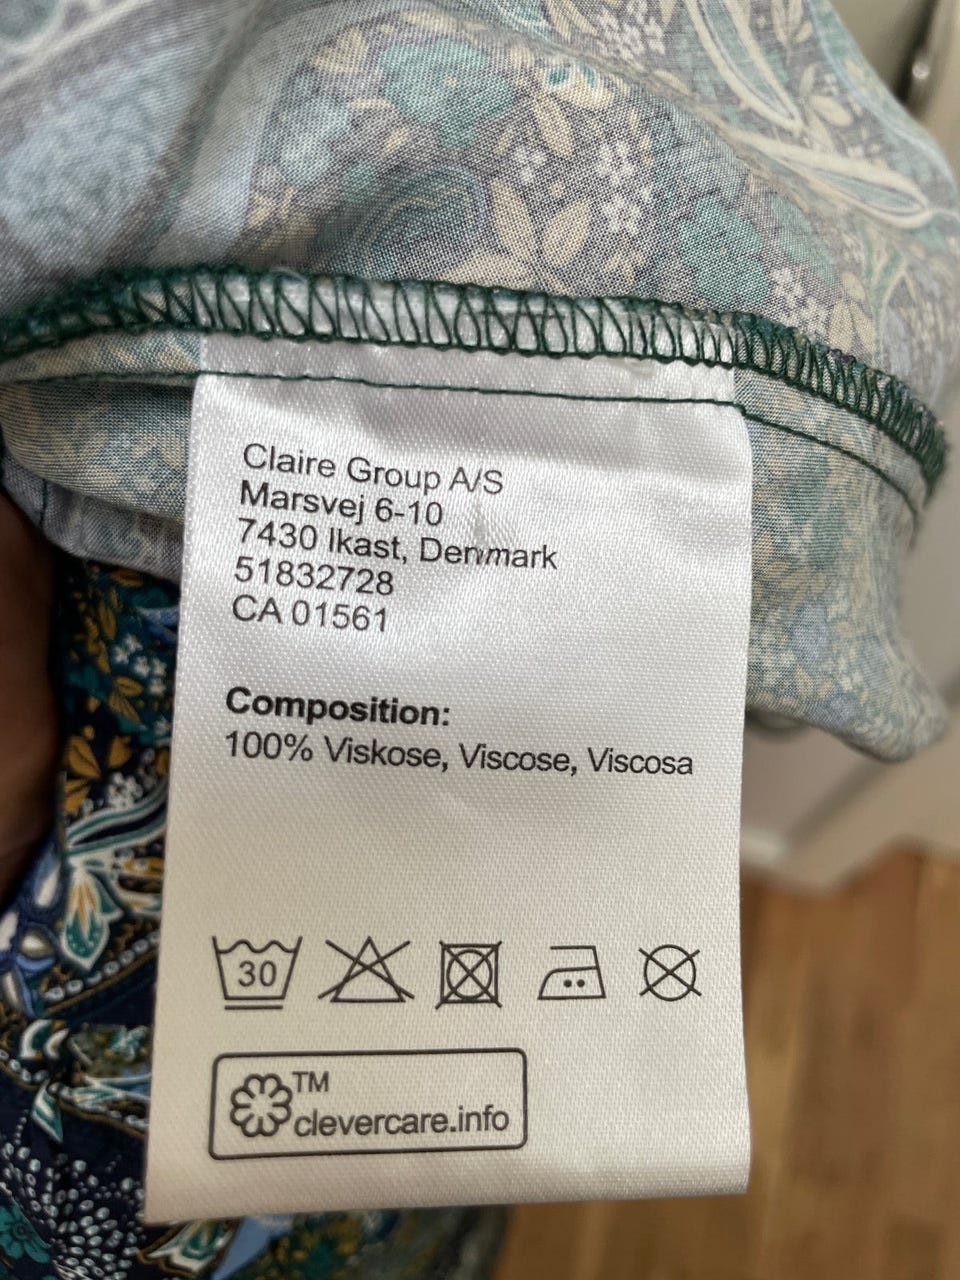 Claire Group A/S
Marsvej 6-10
7430 Ikast, Denmark
51832728
CA 01561
Composition:
100% Viskose, Viscose, Viscosa
30
TM
clevercare.info